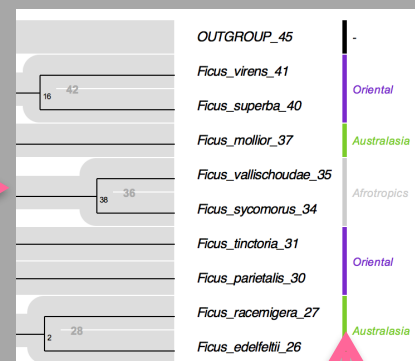 OUTGROUP_45 -
Ficus_virens_41
42 Oriental
16
Ficus_superba_40
Ficus_mollior_37 Australasia
Ficus_vallischoudae_35
36 Afrotropics
38
Ficus_sycomorus_34
Ficus_tinctoria_31
Oriental
Ficus_parietalis_30
Ficus_racemigera_27
28 Australasia
2
Ficus_edelfeltii_26